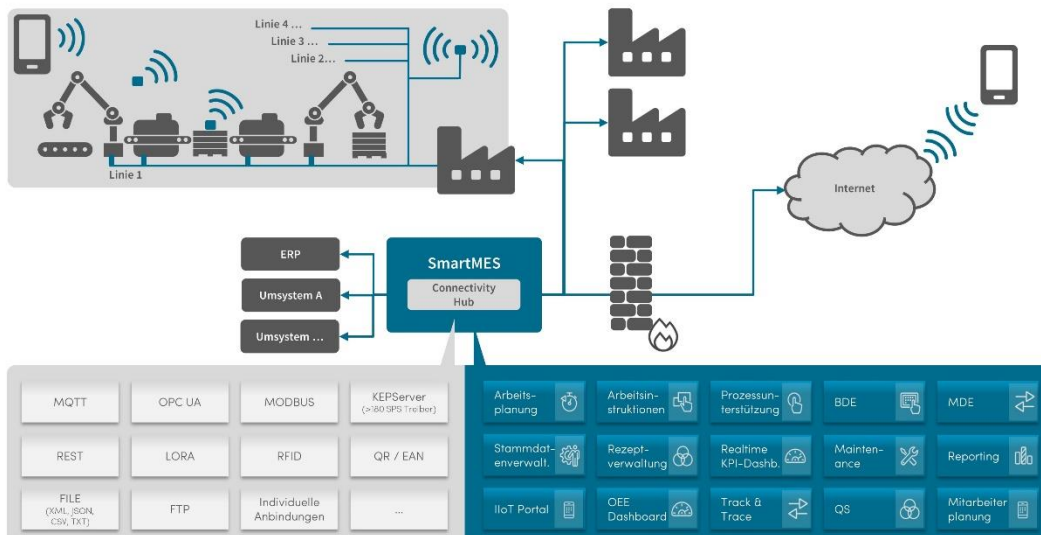 Linie 4 ...
Linie 3 ...
Linie 2...
Linie 1
Internet
ERP
Umsystem A
Umsystem ...
SmartMES
Connectivity
Hub
MQTT
OPC UA
MODBUS
KEPServer
(>180 SPS Treiber)
REST
LORA
RFID
QR / EAN
FILE
(XML, JSON,
CSV, TXT)
FTP
Individuelle
Anbindungen
...
Arbeits-
planung
Arbeitsin-
struktionen
Prozessun-
terstützung
BDE
MDE
Stammdat-
enverwalt.
Rezept-
verwaltung
Realtime
KPI-Dashb.
Mainten-
ance
Reporting
IIoT Portal
OEE
Dashboard
Track &
Trace
QS
Mitarbeiter
planung